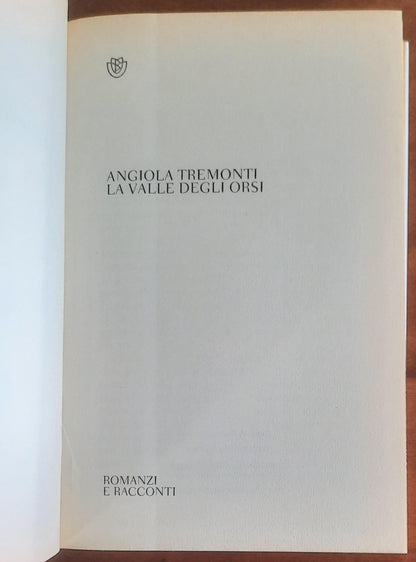 ANGIOLA TREMONTI
LA VALLE DEGLI ORSI
ROMANZI
E RACCONTI